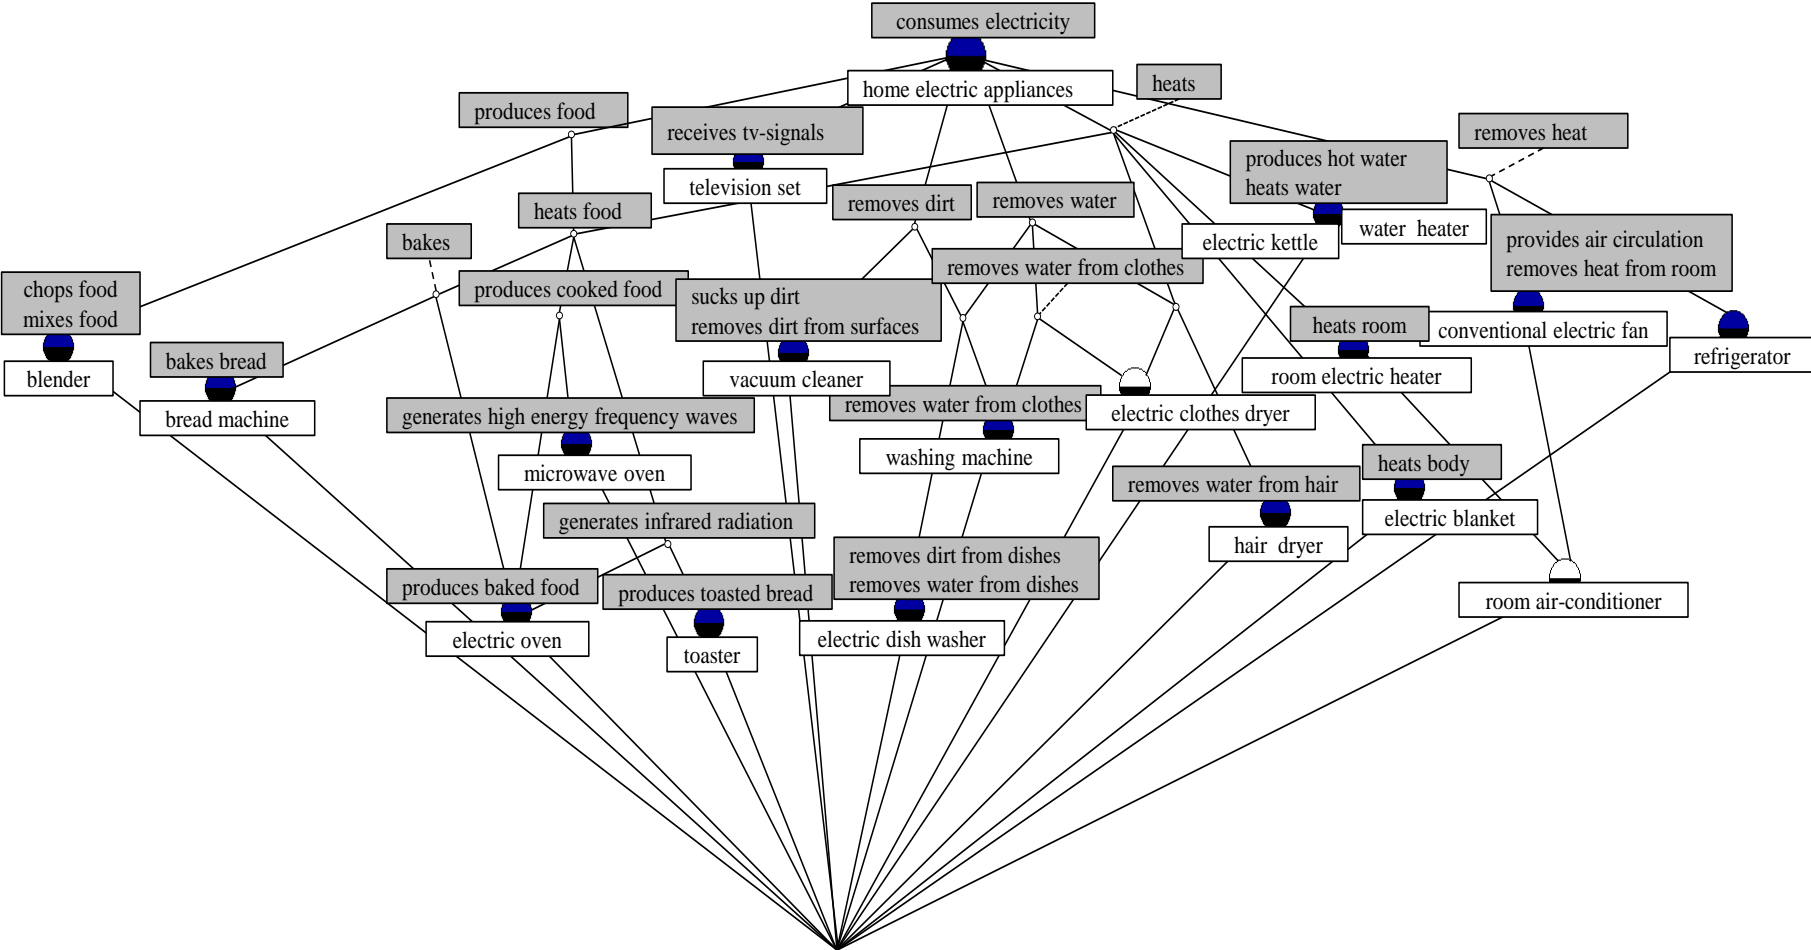 consumes electricity
home electric appliances
heats
produces food
receives tv-signals
television set
removes heat
produces hot water
heats water
water heater
electric kettle
heats food
removes dirt
removes water
bakes
provides air circulation
removes heat from room
conventional electric fan
removes water from clothes
chops food
mixes food
blender
produces cooked food
sucks up dirt
removes dirt from surfaces
vacuum cleaner
heats room
room electric heater
refrigerator
bakes bread
bread machine
generates high energy frequency waves
microwave oven
removes water from clothes
washing machine
electric clothes dryer
heats body
electric blanket
removes water from hair
hair dryer
generates infrared radiation
removes dirt from dishes
removes water from dishes
electric dish washer
produces baked food
electric oven
produces toasted bread
toaster
room air-conditioner